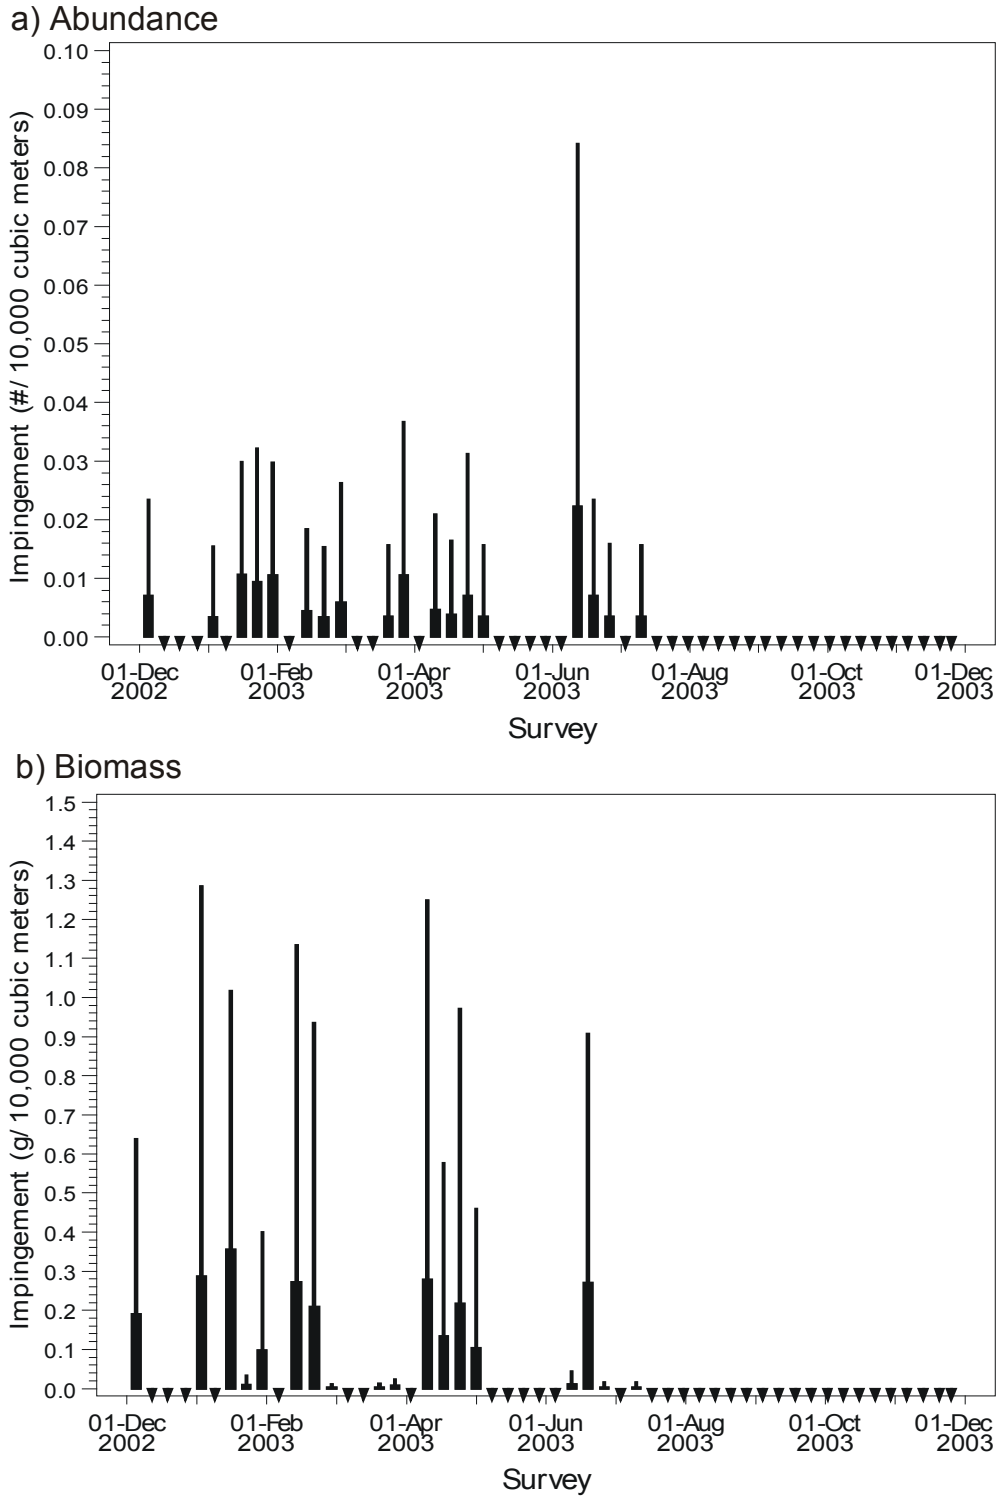 a) Abundance
Impingement (#/ 10,000 cubic meters)
0.10
0.09
0.08
0.07
0.06
0.05
0.04
0.03
0.02
0.01
0.00
01-Dec 01-Feb 01-Apr 01-Jun 01-Aug 01-Oct 01-Dec
2002 2003 2003 2003 2003 2003 2003
Survey
b) Biomass
Impingement (g/ 10,000 cubic meters)
1.5
1.4
1.3
1.2
1.1
1.0
0.9
0.8
0.7
0.6
0.5
0.4
0.3
0.2
0.1
0.0
01-Dec 01-Feb 01-Apr 01-Jun 01-Aug 01-Oct 01-Dec
2002 2003 2003 2003 2003 2003 2003
Survey